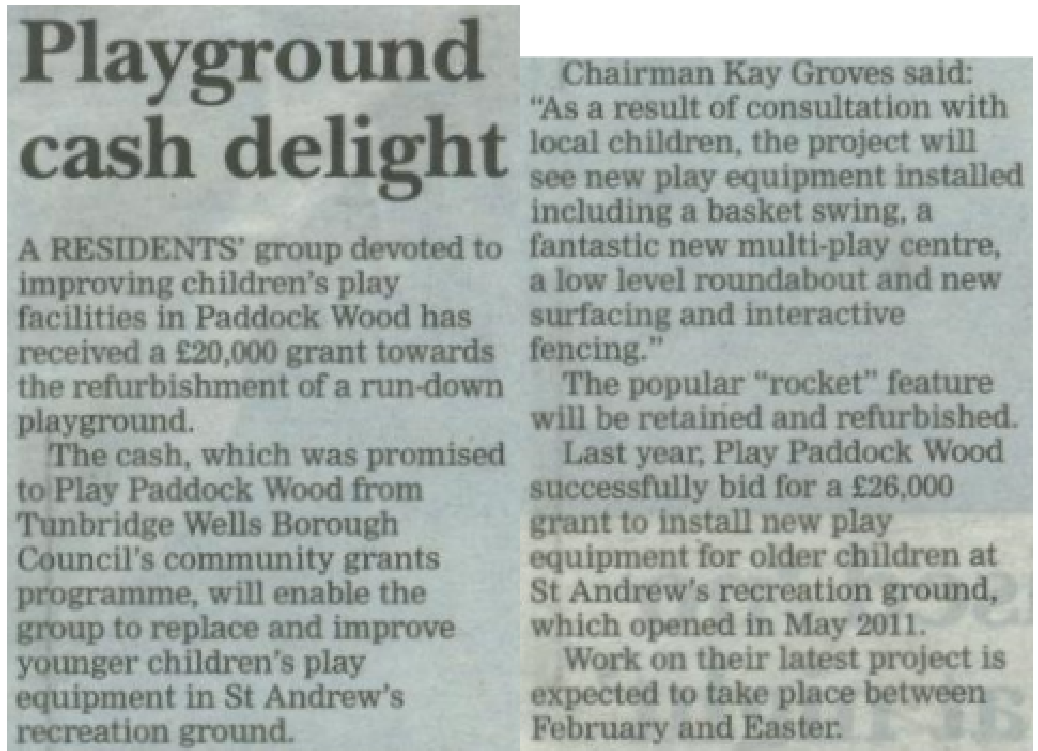 Playground
cash delight
A RESIDENTS' group devoted to
improving children's play
facilities in Paddock Wood has
received a £20,000 grant towards
the refurbishment of a run-down
playground.
The cash, which was promised
to Play Paddock Wood from
Tunbridge Wells Borough
Council's community grants
programme, will enable the
group to replace and improve
younger children's play
equipment in St Andrew's
recreation ground.
Chairman Kay Groves said:
"As a result of consultation with
local children, the project will
see new play equipment installed
including a basket swing, a
fantastic new multi-play centre,
a low level roundabout and new
surfacing and interactive
fencing."
The popular "rocket" feature
will be retained and refurbished.
Last year, Play Paddock Wood
successfully bid for a £26,000
grant to install new play
equipment for older children at
St Andrew's recreation ground,
which opened in May 2011.
Work on their latest project is
expected to take place between
February and Easter.